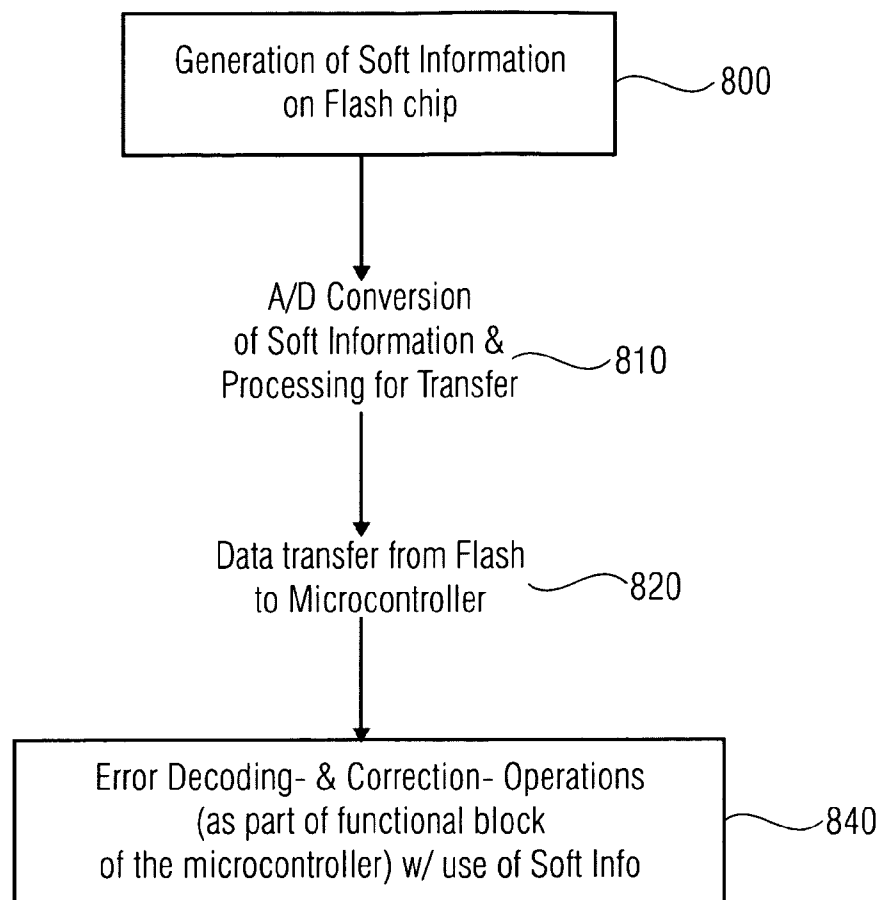 Generation of Soft Information
on Flash chip
800
A/D Conversion
of Soft Information &
Processing for Transfer
810
Data transfer from Flash
to Microcontroller
820
Error Decoding- & Correction- Operations
(as part of functional block
of the microcontroller) w/ use of Soft Info
840